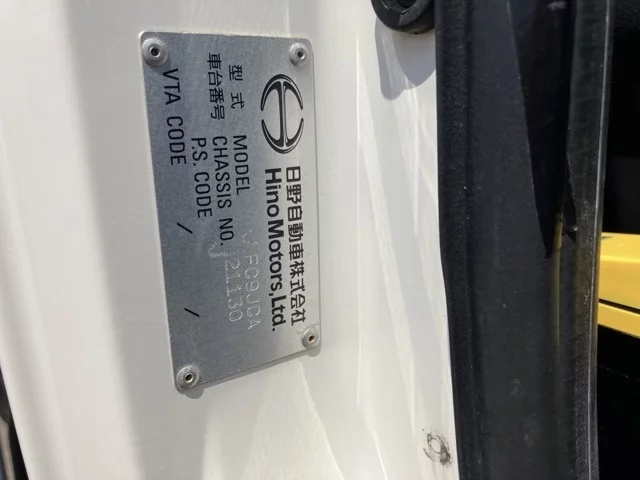 日野自動車株式会社
Hino Motors, Ltd.
型式 MODEL FC9JCA
車台番号 CHASSIS NO. 21130
P.S. CODE /
VTA CODE /